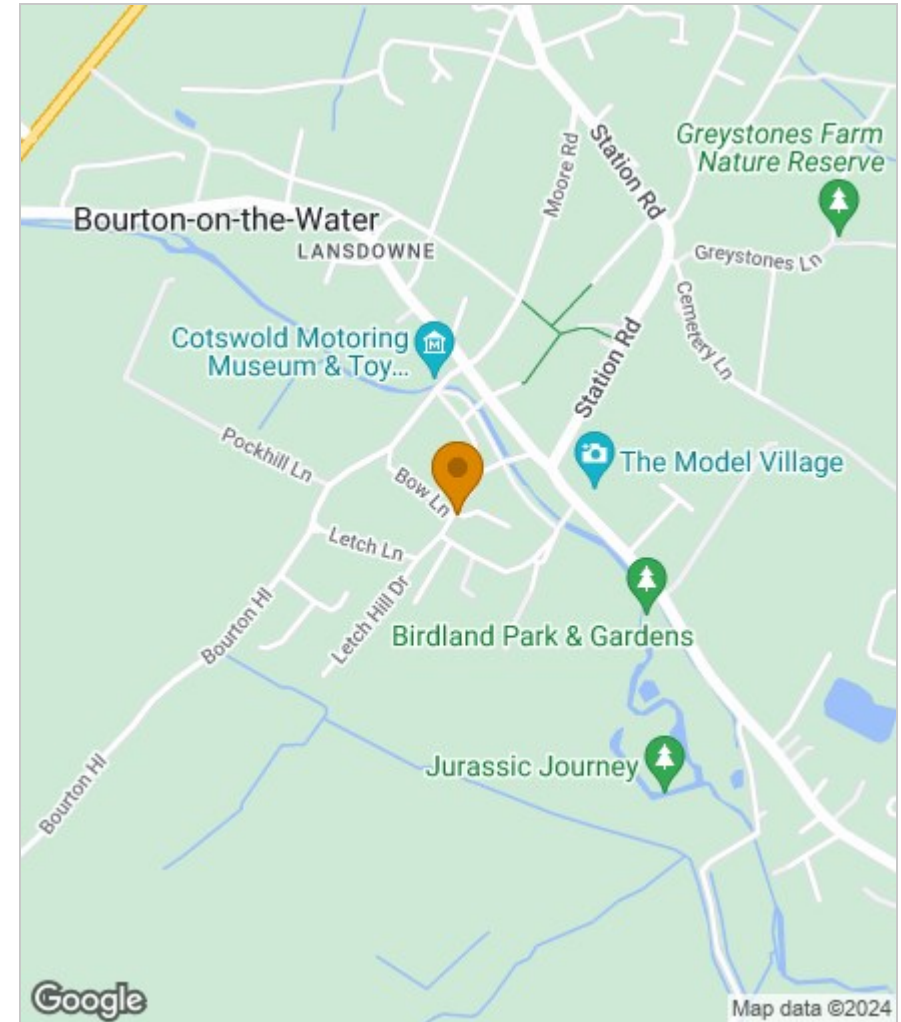 Station Rd
Greystones Farm
Nature Reserve
Moore Rd
Bourton-on-the-Water
LANSDOWNE
Greystones Ln
Cemetery Ln
Cotswold Motoring
Museum & Toy...
Station Rd
Pockhill Ln
The Model Village
Bow Ln
Letch Ln
Letch Hill Dr
Bourton Hl
Birdland Park & Gardens
Jurassic Journey
Bourton Hl
Google
Map data ©2024